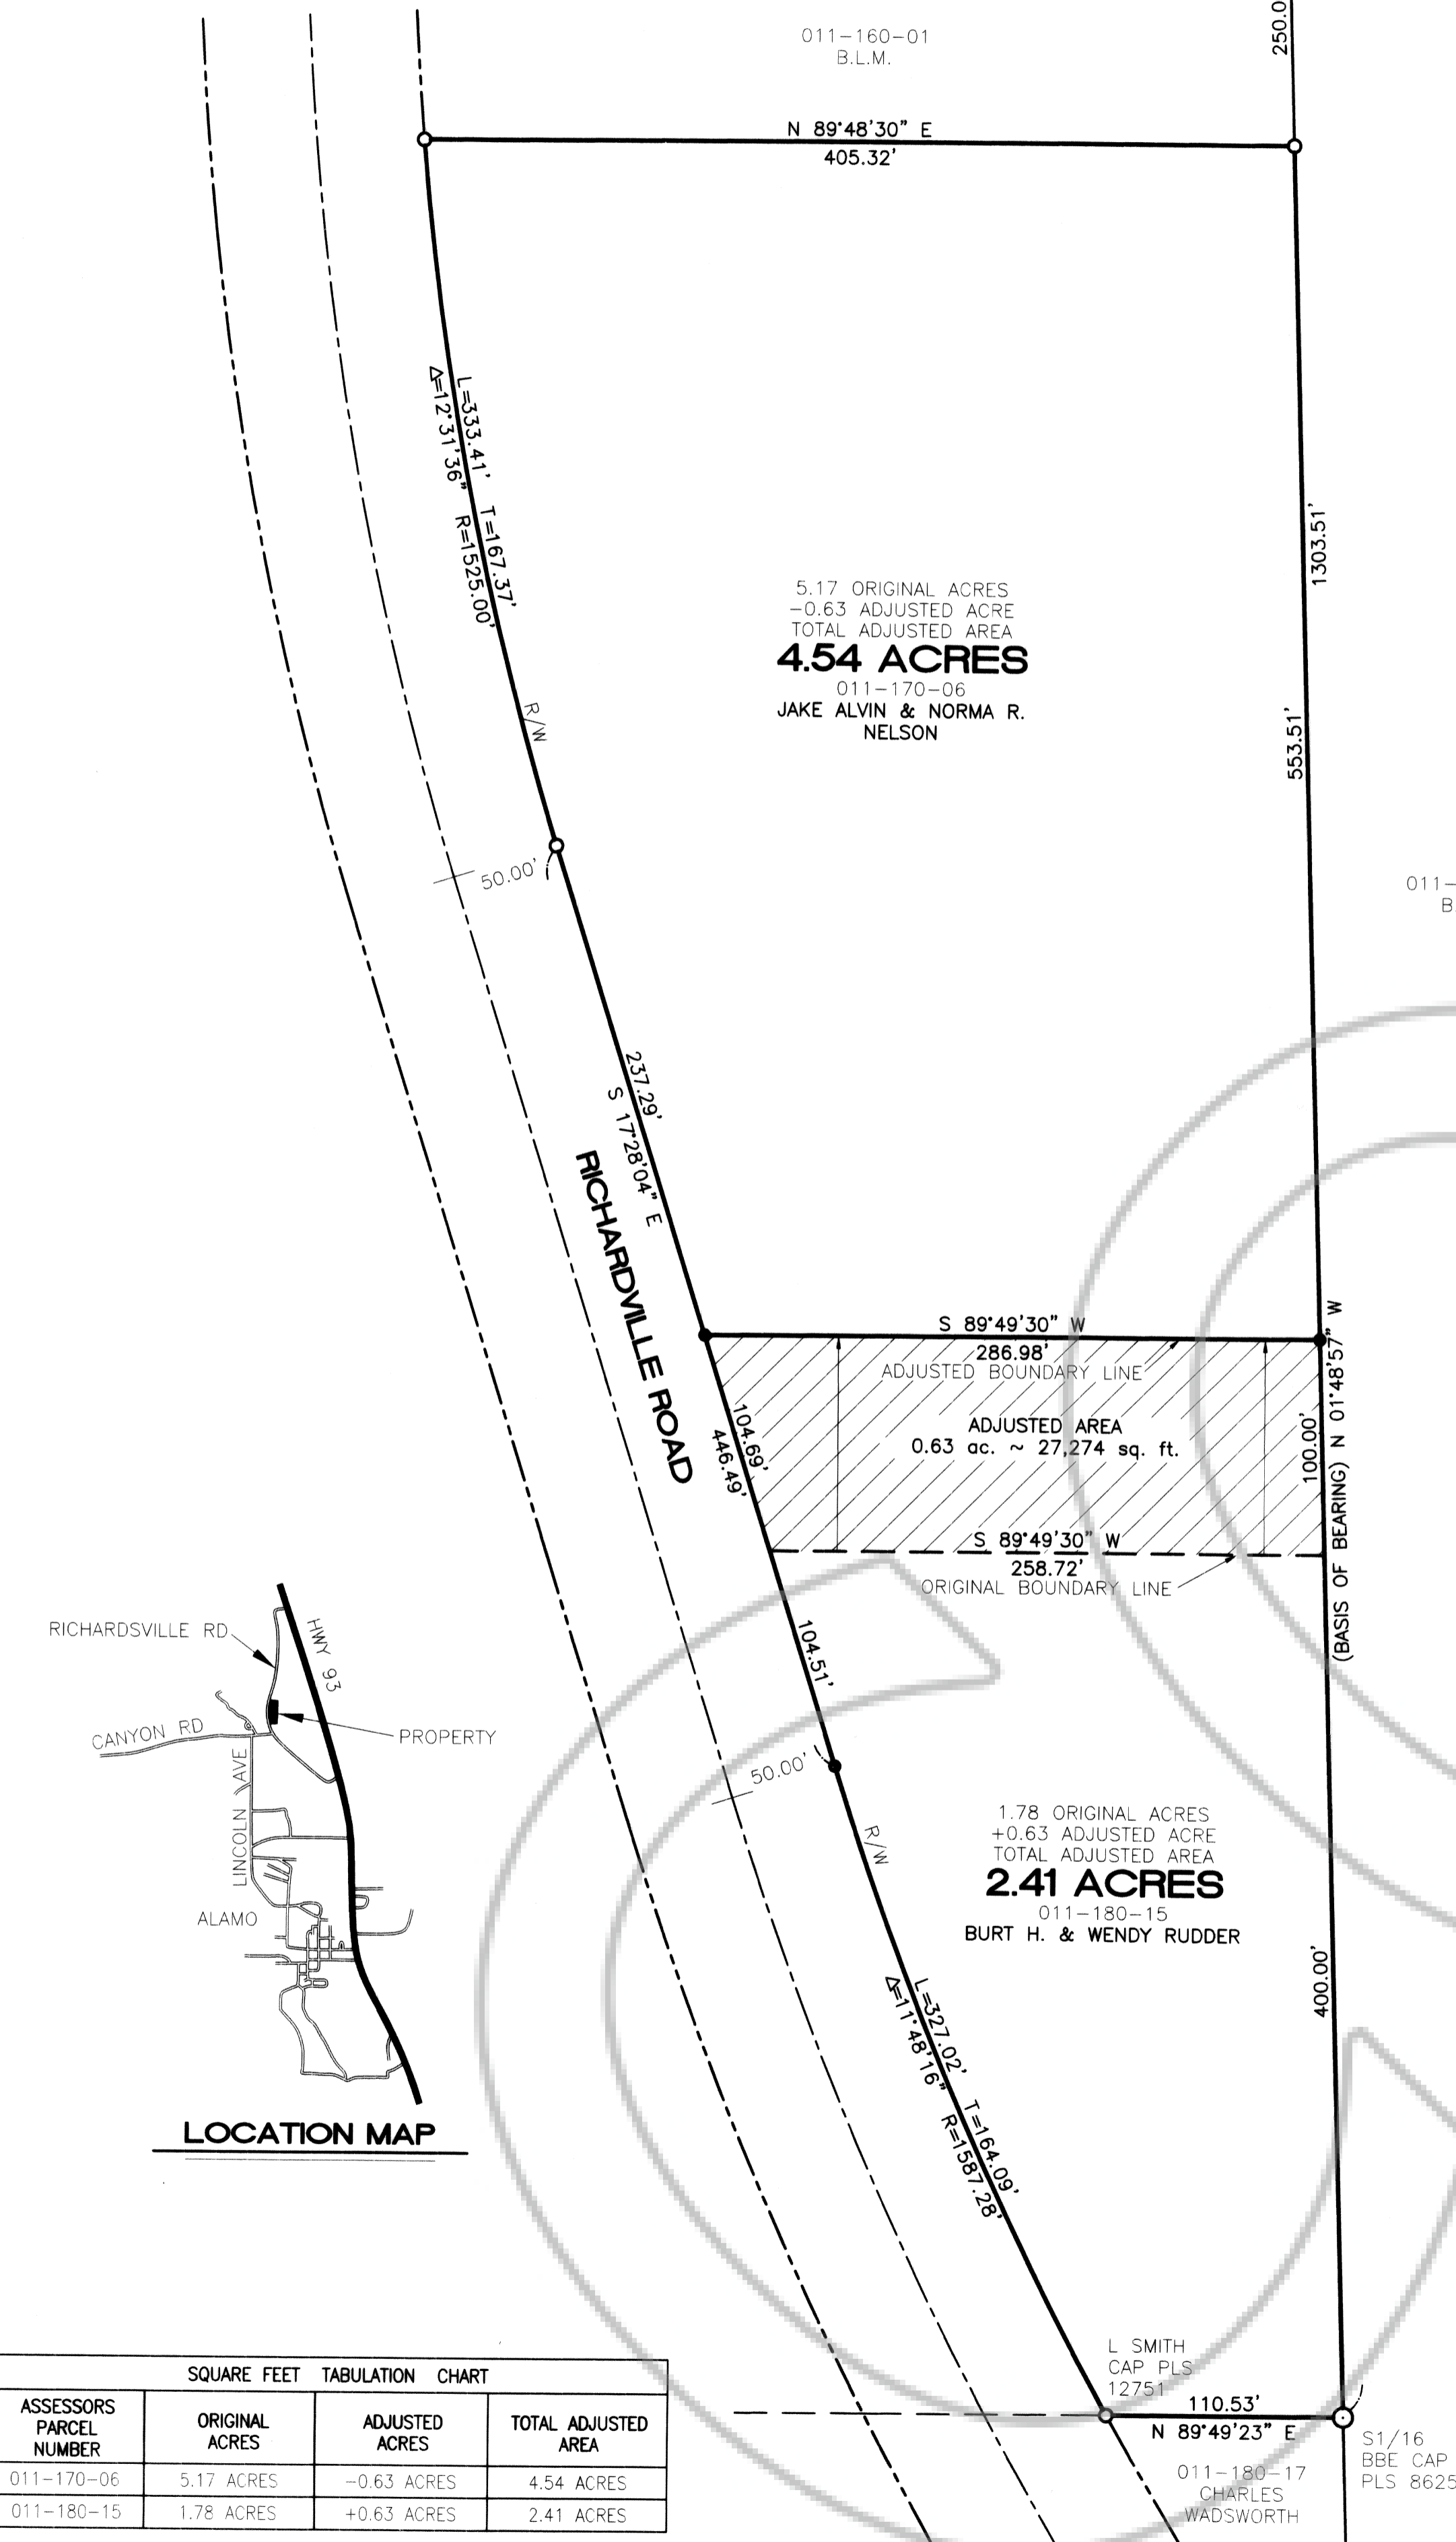 011-160-01
B.L.M.
250.0
N 89°48'30" E
405.32'
L=333.41' T=167.37'
Δ=12°31'36" R=1525.00'
R/W
1303.51'
553.51'
5.17 ORIGINAL ACRES
-0.63 ADJUSTED ACRE
TOTAL ADJUSTED AREA
4.54 ACRES
011-170-06
JAKE ALVIN & NORMA R.
NELSON
50.00'
011-
B
237.29'
S 17°28'04" E
RICHARDVILLE ROAD
S 89°49'30" W
286.98'
ADJUSTED BOUNDARY LINE
104.69'
446.49'
ADJUSTED AREA
0.63 ac. ~ 27,274 sq. ft.
100.00'
(BASIS OF BEARING) N 01°48'57" W
S 89°49'30" W
258.72'
ORIGINAL BOUNDARY LINE
104.51'
50.00'
R/W
RICHARDSVILLE RD
HWY 93
CANYON RD
PROPERTY
LINCOLN AVE
ALAMO
LOCATION MAP
1.78 ORIGINAL ACRES
+0.63 ADJUSTED ACRE
TOTAL ADJUSTED AREA
2.41 ACRES
011-180-15
BURT H. & WENDY RUDDER
400.00'
L=327.02' T=164.09'
Δ=11°48'16" R=1587.28'
L SMITH
CAP PLS
12751
110.53'
N 89°49'23" E
S1/16
BBE CAP
PLS 8625
011-180-17
CHARLES
WADSWORTH
SQUARE FEET TABULATION CHART
ASSESSORS PARCEL NUMBER ORIGINAL ACRES ADJUSTED ACRES TOTAL ADJUSTED AREA
011-170-06 5.17 ACRES -0.63 ACRES 4.54 ACRES
011-180-15 1.78 ACRES +0.63 ACRES 2.41 ACRES